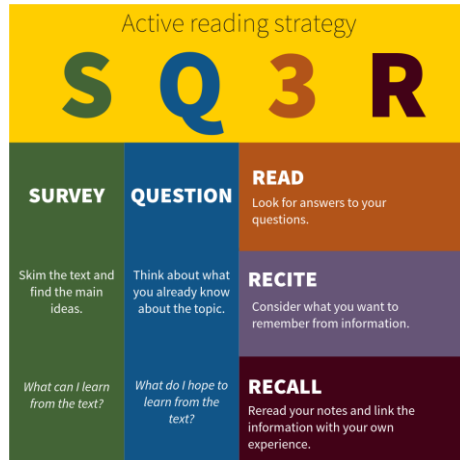 Active reading strategy
S Q 3 R
SURVEY
Skim the text and
find the main
ideas.
What can I learn
from the text?
QUESTION
Think about what
you already know
about the topic.
What do I hope to
learn from the
text?
READ
Look for answers to your
questions.
RECITE
Consider what you want to
remember from information.
RECALL
Reread your notes and link the
information with your own
experience.